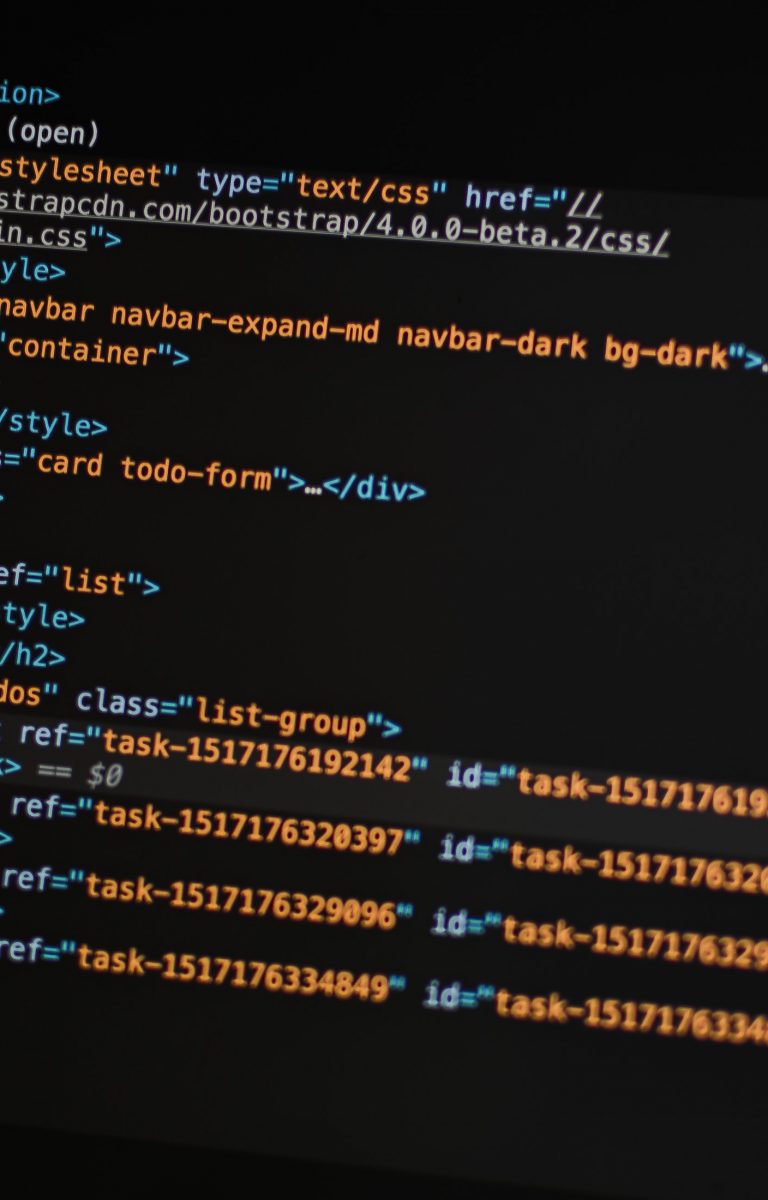 ion>
(open)
stylesheet" type="text/css" href="//
strapcdn.com/bootstrap/4.0.0-beta.2/css/
in.css">
yle>
navbar navbar-expand-md navbar-dark bg-dark">…
"container">
/style>
s="card todo-form">…</div>
>
ef="list">
tyle>
/h2>
dos" class="list-group">
ref="task-1517176192142" id="task-151717619
> == $0
ref="task-1517176320397" id="task-1517176320
>
ref="task-1517176329096" id="task-1517176329
ref="task-1517176334849" id="task-1517176334